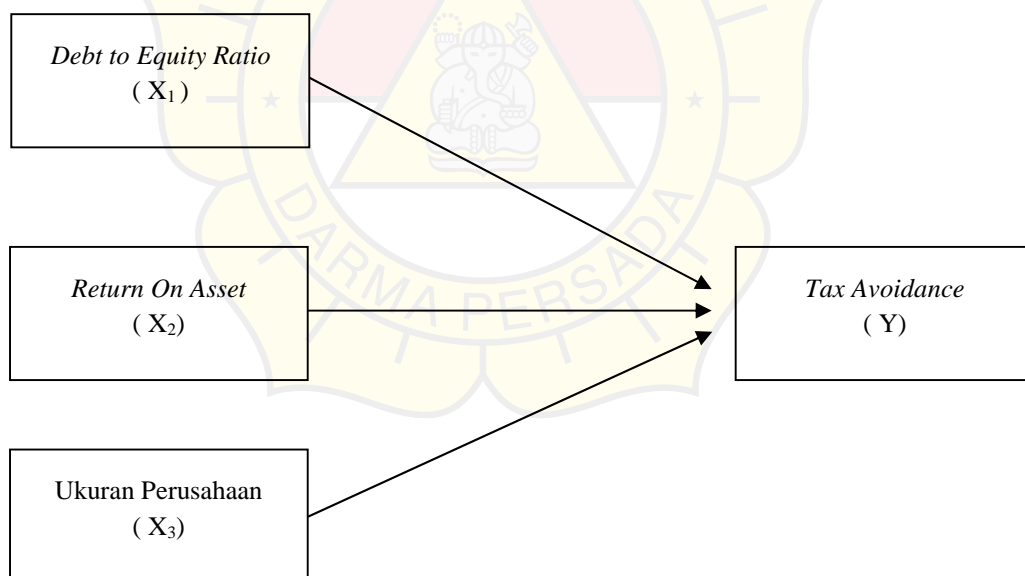 Debt to Equity Ratio
( X₁ )
Return On Asset
( X₂)
Tax Avoidance
( Y)
Ukuran Perusahaan
( X₃)
DARMA PERSADA